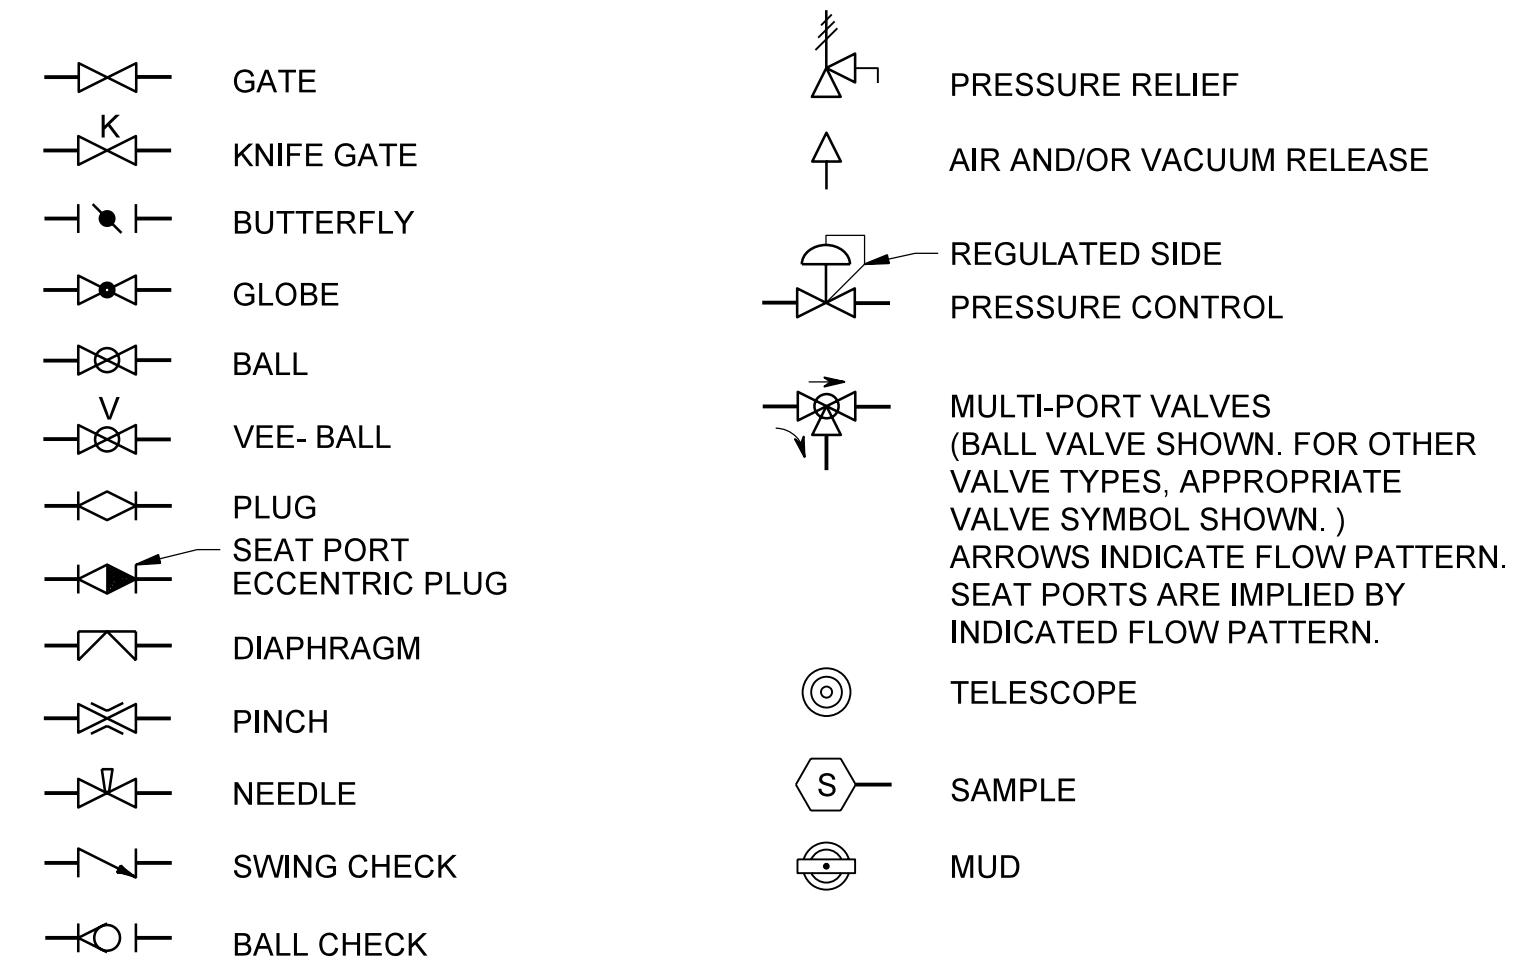 GATE
K
KNIFE GATE
BUTTERFLY
GLOBE
BALL
V
VEE- BALL
PLUG
SEAT PORT
ECCENTRIC PLUG
DIAPHRAGM
PINCH
NEEDLE
SWING CHECK
BALL CHECK
PRESSURE RELIEF
AIR AND/OR VACUUM RELEASE
REGULATED SIDE
PRESSURE CONTROL
MULTI-PORT VALVES
(BALL VALVE SHOWN. FOR OTHER
VALVE TYPES, APPROPRIATE
VALVE SYMBOL SHOWN. )
ARROWS INDICATE FLOW PATTERN.
SEAT PORTS ARE IMPLIED BY
INDICATED FLOW PATTERN.
TELESCOPE
S
SAMPLE
MUD